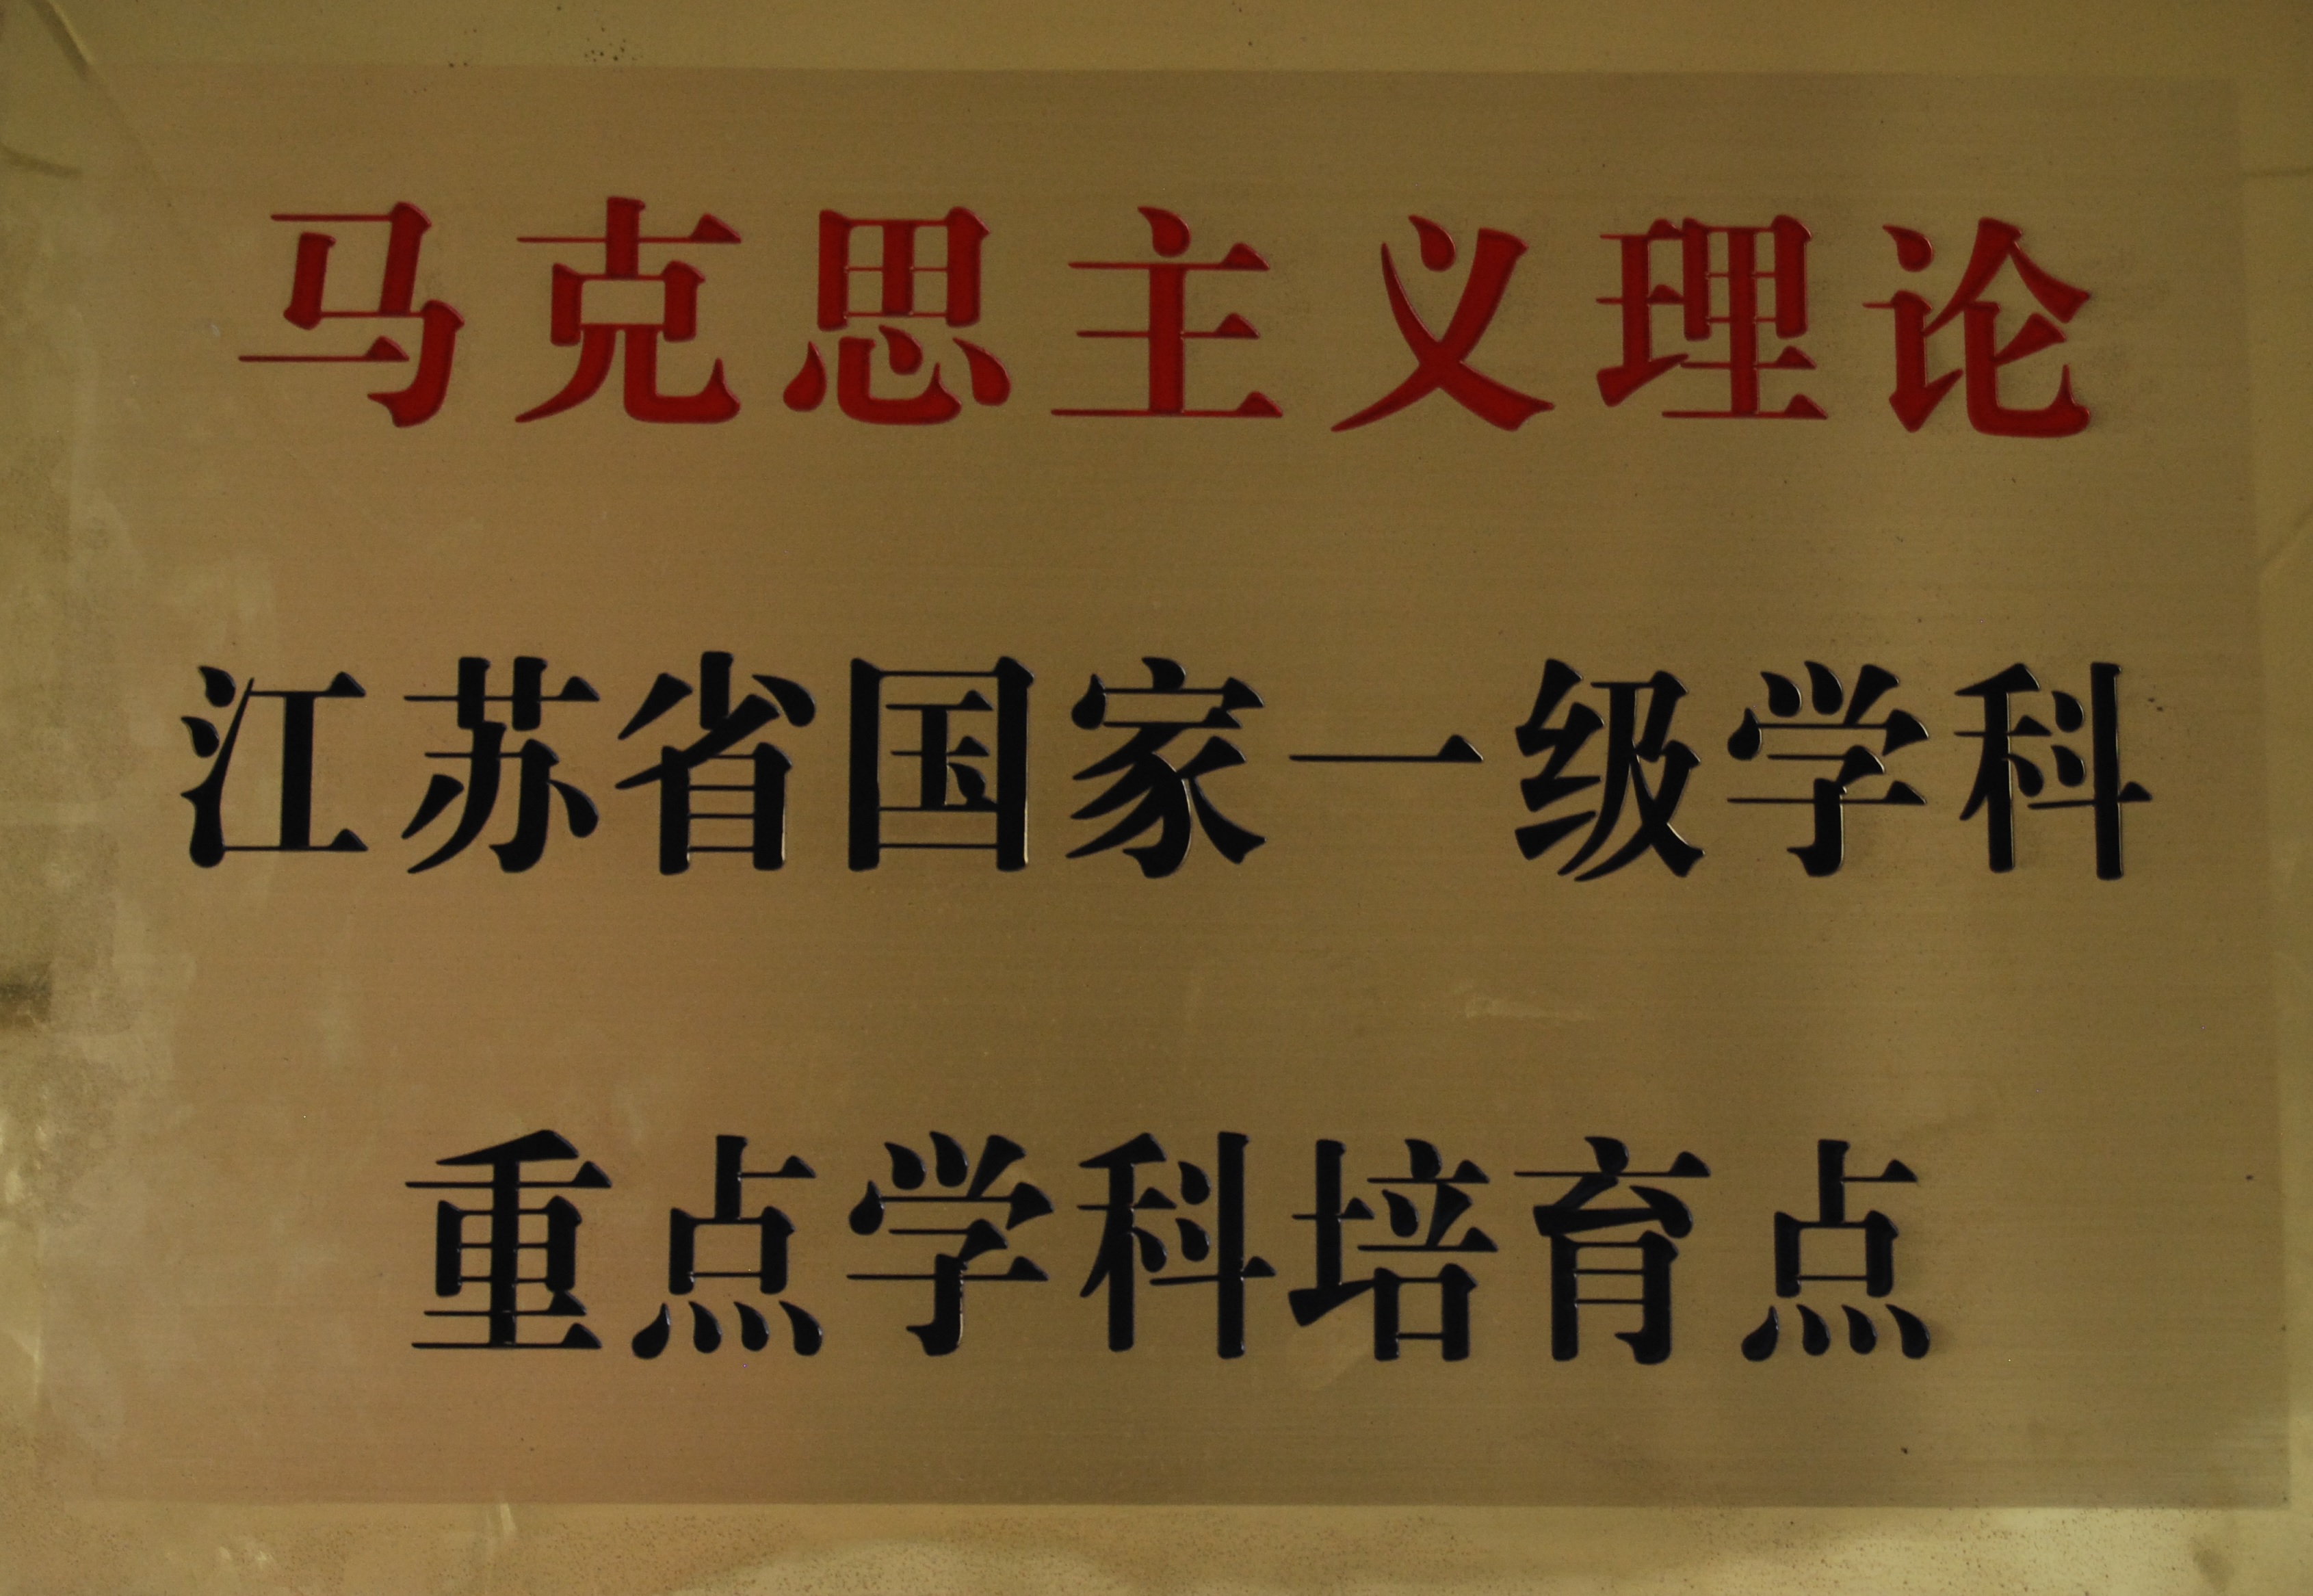 马克思主义理论
江苏省国家一级学科
重点学科培育点